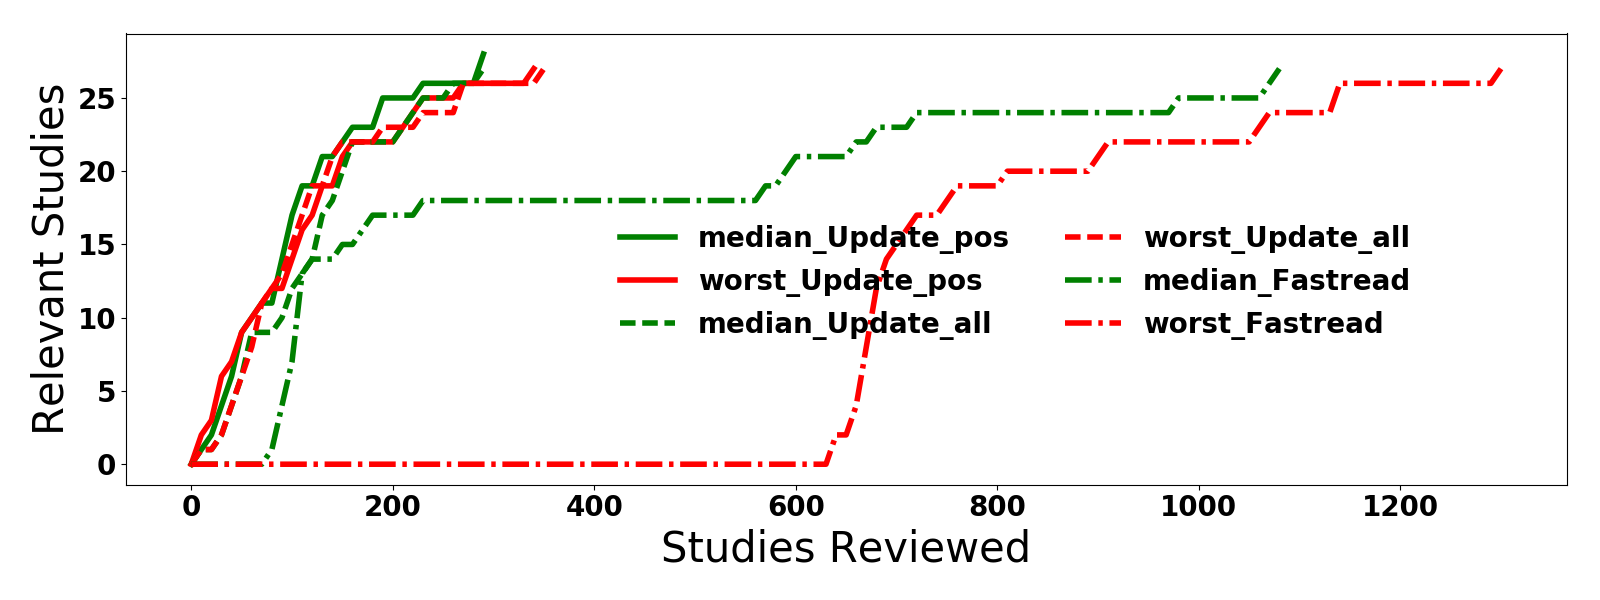 Relevant Studies
25
20
15
10
5
0
median_Update_pos
worst_Update_pos
median_Update_all
worst_Update_all
median_Fastread
worst_Fastread
0 200 400 600 800 1000 1200
Studies Reviewed